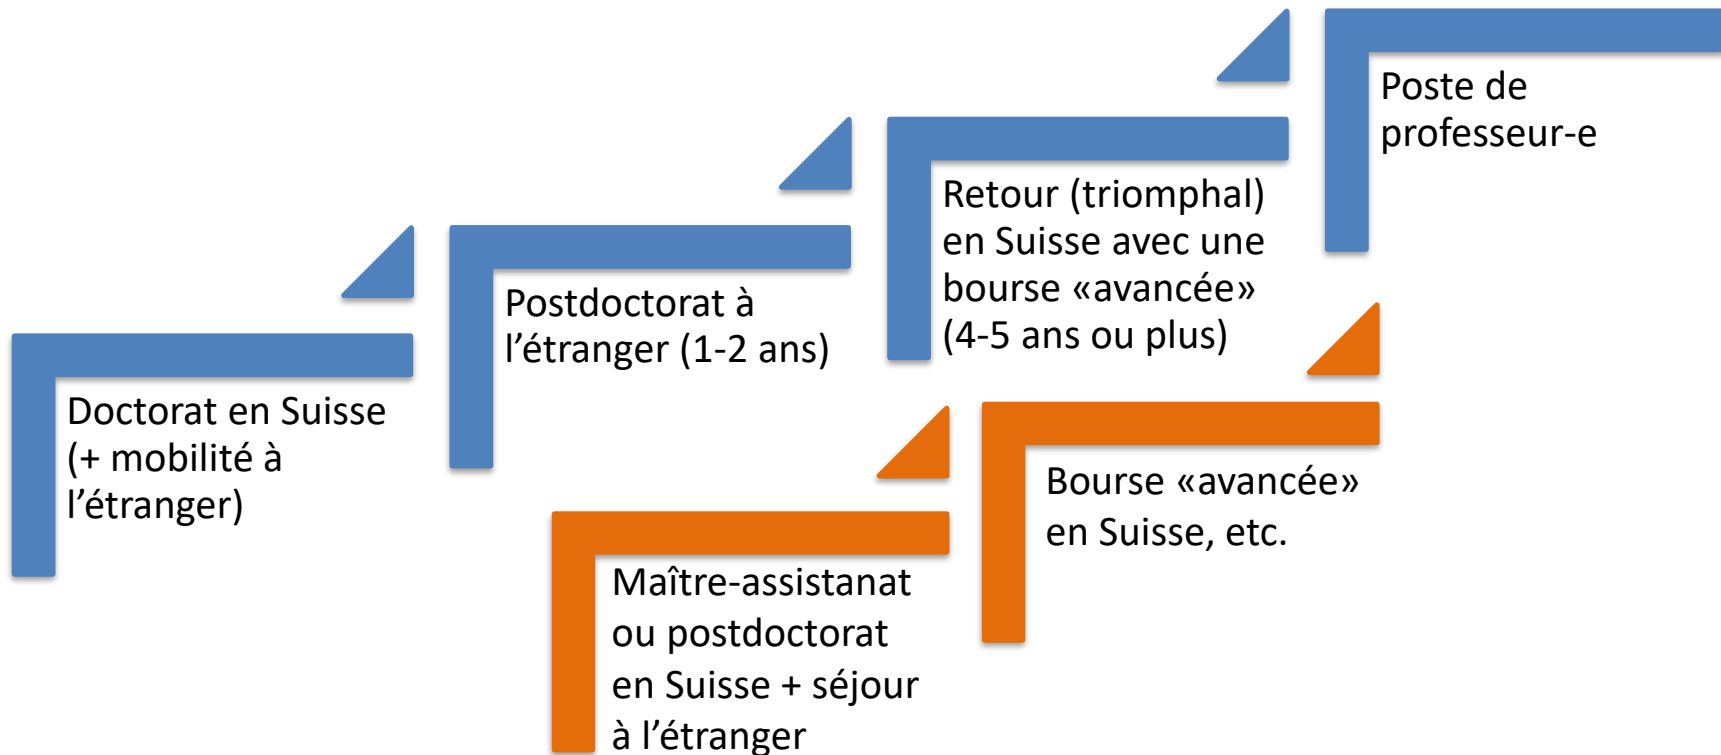 Doctorat en Suisse
(+ mobilité à
l’étranger)
Postdoctorat à
l’étranger (1-2 ans)
Retour (triomphal)
en Suisse avec une
bourse «avancée»
(4-5 ans ou plus)
Poste de
professeur-e
Maître-assistanat
ou postdoctorat
en Suisse + séjour
à l’étranger
Bourse «avancée»
en Suisse, etc.